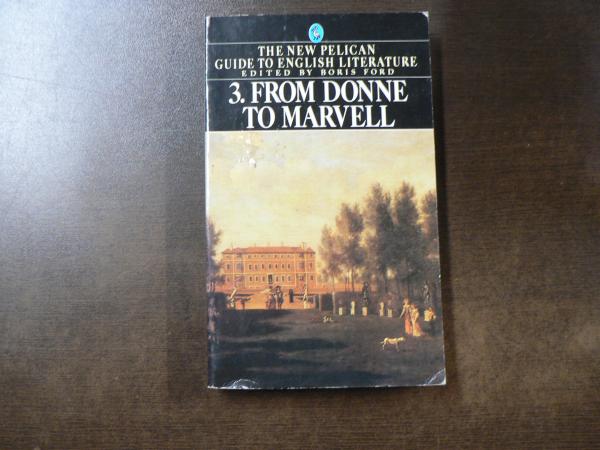 THE NEW PELICAN
GUIDE TO ENGLISH LITERATURE
EDITED BY BORIS FORD
3. FROM DONNE
TO MARVELL